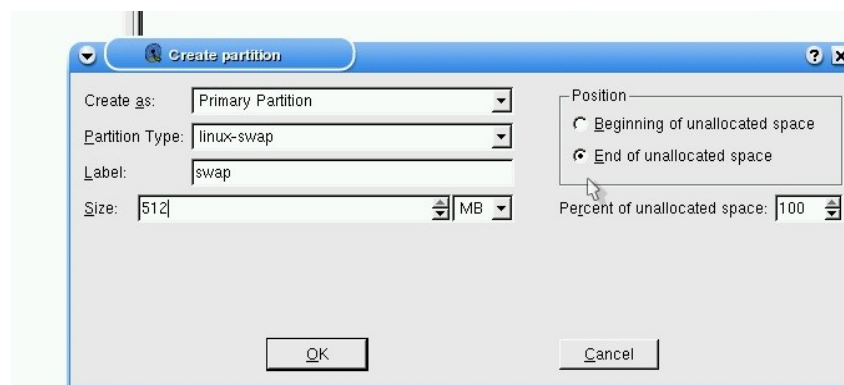 Create partition
Create as: Primary Partition
Partition Type: linux-swap
Label: swap
Size: 512 MB
Position
Beginning of unallocated space
End of unallocated space
Percent of unallocated space: 100
OK
Cancel